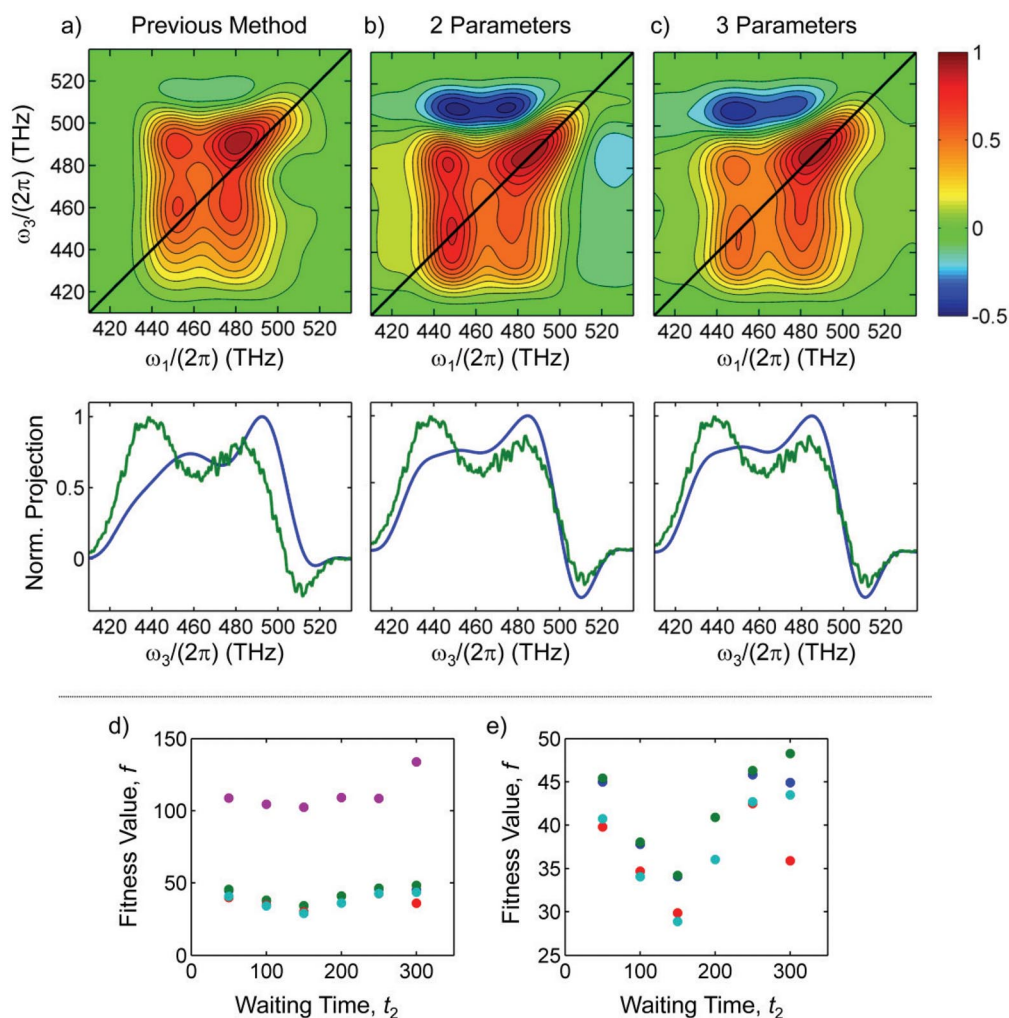 a) Previous Method
b) 2 Parameters
c) 3 Parameters
ω₃/(2π) (THz)
520
500
480
460
440
420
420 440 460 480 500 520
420 440 460 480 500 520
420 440 460 480 500 520
ω₁/(2π) (THz)
ω₁/(2π) (THz)
ω₁/(2π) (THz)
1
0.5
0
-0.5
Norm. Projection
1
0.5
0
420 440 460 480 500 520
420 440 460 480 500 520
420 440 460 480 500 520
ω₃/(2π) (THz)
ω₃/(2π) (THz)
ω₃/(2π) (THz)
d)
Fitness Value, f
150
100
50
0
0 100 200 300
Waiting Time, t₂
e)
Fitness Value, f
50
45
40
35
30
25
0 100 200 300
Waiting Time, t₂